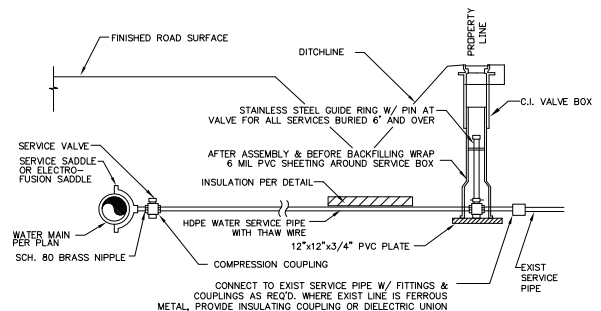 FINISHED ROAD SURFACE
DITCHLINE
PROPERTY
LINE
STAINLESS STEEL GUIDE RING W/ PIN AT
VALVE FOR ALL SERVICES BURIED 6' AND OVER
C.I. VALVE BOX
SERVICE VALVE
SERVICE SADDLE
OR ELECTRO-
FUSION SADDLE
AFTER ASSEMBLY & BEFORE BACKFILLING WRAP
6 MIL PVC SHEETING AROUND SERVICE BOX
INSULATION PER DETAIL
HDPE WATER SERVICE PIPE
WITH THAW WIRE
WATER MAIN
PER PLAN
SCH. 80 BRASS NIPPLE
COMPRESSION COUPLING
12"x12"x3/4" PVC PLATE
EXIST
SERVICE
PIPE
CONNECT TO EXIST SERVICE PIPE W/ FITTINGS &
COUPLINGS AS REQ'D. WHERE EXIST LINE IS FERROUS
METAL, PROVIDE INSULATING COUPLING OR DIELECTRIC UNION